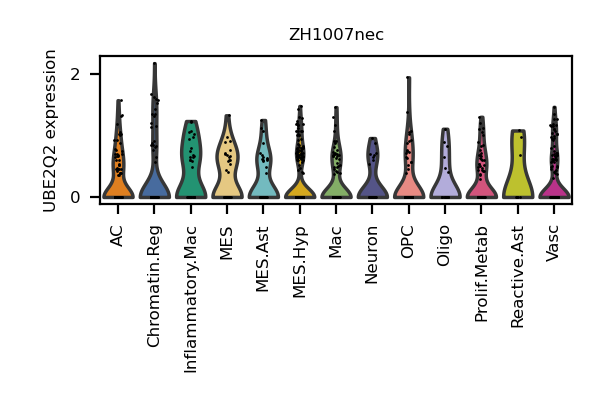 ZH1007nec
UBE2Q2 expression
2
0
AC
Chromatin.Reg
Inflammatory.Mac
MES
MES.Ast
MES.Hyp
Mac
Neuron
OPC
Oligo
Prolif.Metab
Reactive.Ast
Vasc